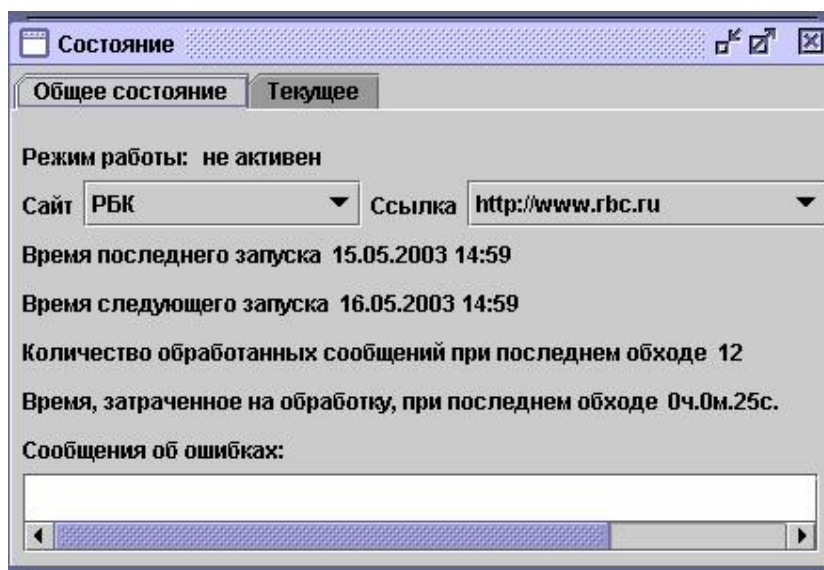 Состояние
Общее состояние Текущее
Режим работы: не активен
Сайт РБК Ссылка http://www.rbc.ru
Время последнего запуска 15.05.2003 14:59
Время следующего запуска 16.05.2003 14:59
Количество обработанных сообщений при последнем обходе 12
Время, затраченное на обработку, при последнем обходе 0ч.0м.25с.
Сообщения об ошибках: